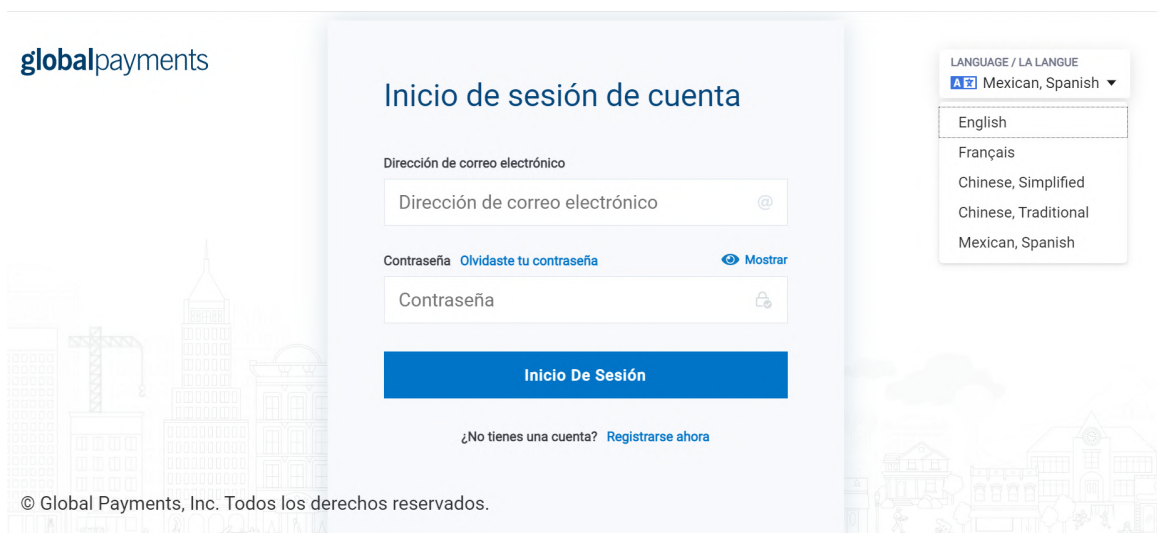 globalpayments
Inicio de sesión de cuenta
Dirección de correo electrónico
Dirección de correo electrónico @
Contraseña Olvidaste tu contraseña Mostrar
Contraseña
Inicio De Sesión
¿No tienes una cuenta? Registrarse ahora
© Global Payments, Inc. Todos los derechos reservados.
LANGUAGE / LA LANGUE
A文 Mexican, Spanish
English
Français
Chinese, Simplified
Chinese, Traditional
Mexican, Spanish